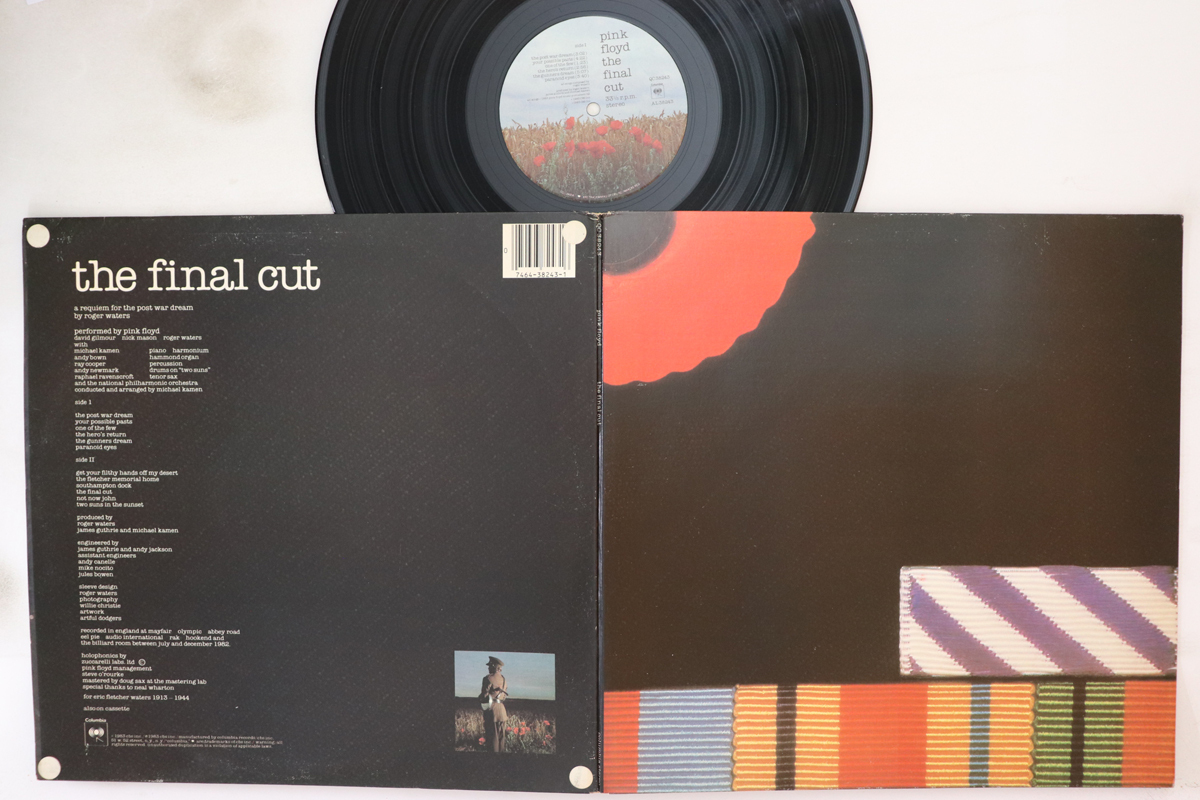 pink
floyd
the
final
cut
33⅓ r.p.m.
stereo
the final cut
7464-38243-1
a requiem for the post war dream
by roger waters
performed by pink floyd
david gilmour nick mason roger waters
with
michael kamen piano harmonium
andy bown hammond organ
ray cooper percussion
andy newmark drums on "two suns"
raphael ravenscroft tenor sax
and the national philharmonic orchestra
conducted and arranged by michael kamen
side 1
the post war dream
your possible pasts
one of the few
the hero's return
the gunners dream
paranoid eyes
side II
get your filthy hands off my desert
the fletcher memorial home
southampton dock
the final cut
not now john
two suns in the sunset
produced by
roger waters
james guthrie and michael kamen
engineered by
james guthrie and andy jackson
assistant engineers
andy canelle
mike nocito
jules bowen
sleeve design
roger waters
photography
willie christie
artwork
artful dodgers
recorded in england at mayfair olympic abbey road
eel pie audio international rak hookend and
the billiard room between july and december 1982.
holophonics by
zuccarelli labs. ltd ©
pink floyd management
steve o'rourke
mastered by doug sax at the mastering lab
special thanks to neal wharton
for eric fletcher waters 1913 - 1944
also on cassette
Columbia
pink floyd the final cut